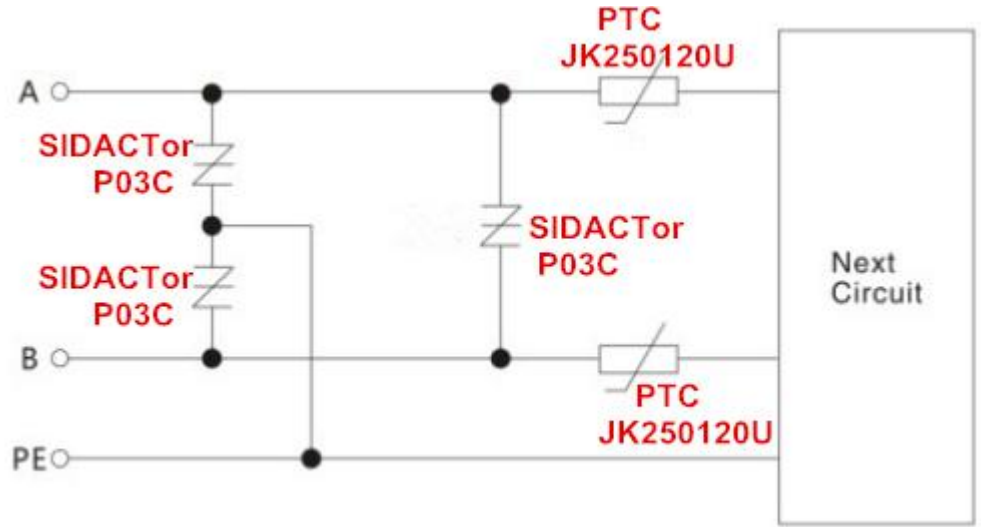 PTC
JK250120U
A
SIDACTor
P03C
SIDACTor
P03C
SIDACTor
P03C
Next
Circuit
B
PTC
JK250120U
PE